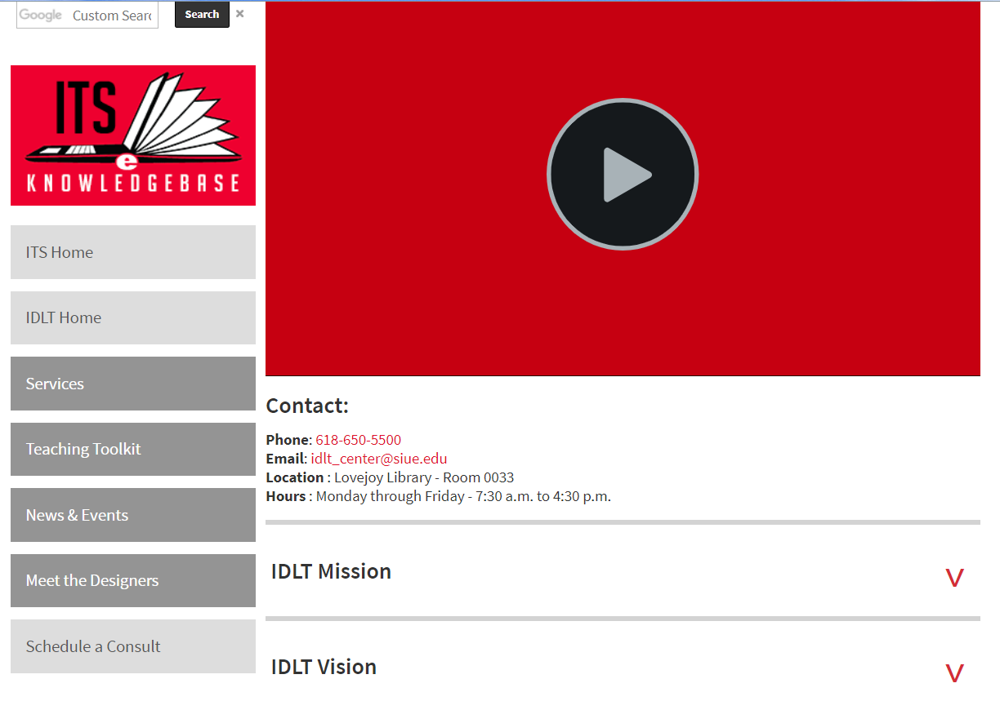 Google Custom Sear
Search ×
ITS
e
KNOWLEDGEBASE
ITS Home
IDLT Home
Services
Teaching Toolkit
News & Events
Meet the Designers
Schedule a Consult
Contact:
Phone: 618-650-5500
Email: idlt_center@siue.edu
Location : Lovejoy Library - Room 0033
Hours : Monday through Friday - 7:30 a.m. to 4:30 p.m.
IDLT Mission
V
IDLT Vision
V